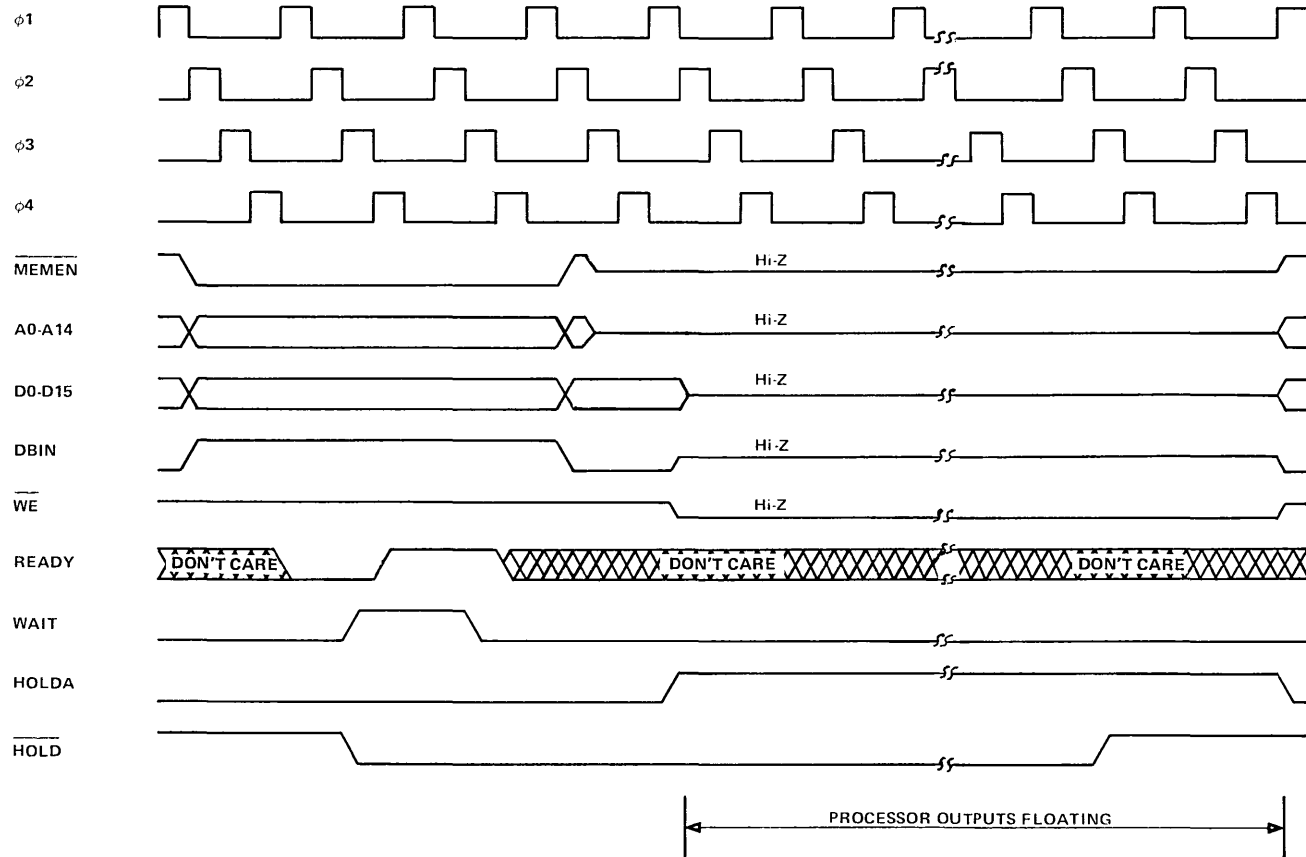 ϕ1
ϕ2
ϕ3
ϕ4
MEMEN Hi-Z
A0-A14 Hi-Z
D0-D15 Hi-Z
DBIN Hi-Z
WE Hi-Z
READY DON'T CARE DON'T CARE DON'T CARE
WAIT
HOLDA
HOLD
PROCESSOR OUTPUTS FLOATING